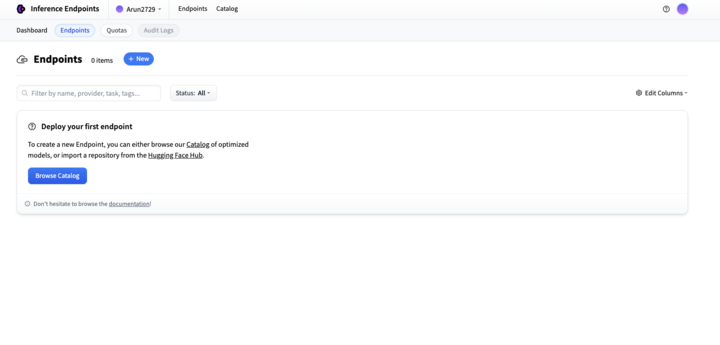 Inference Endpoints
Arun2729
Endpoints
Catalog
Dashboard
Endpoints
Quotas
Audit Logs
Endpoints
0 items
+ New
Filter by name, provider, task, tags...
Status: All
Edit Columns
Deploy your first endpoint
To create a new Endpoint, you can either browse our Catalog of optimized
models, or import a repository from the Hugging Face Hub.
Browse Catalog
Don't hesitate to browse the documentation!